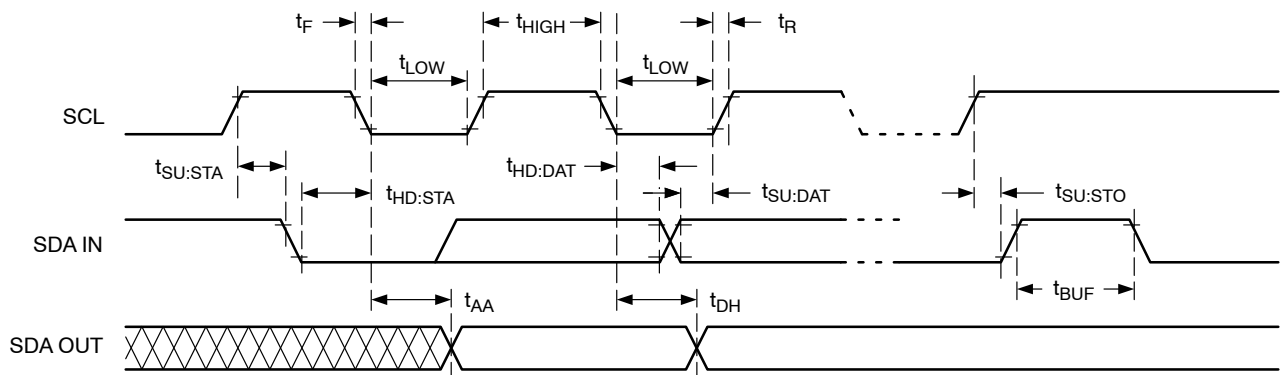 tF
tHIGH
tR
tLOW
tLOW
SCL
tSU:STA
tHD:DAT
tHD:STA
tSU:DAT
tSU:STO
SDA IN
tBUF
tAA
tDH
SDA OUT